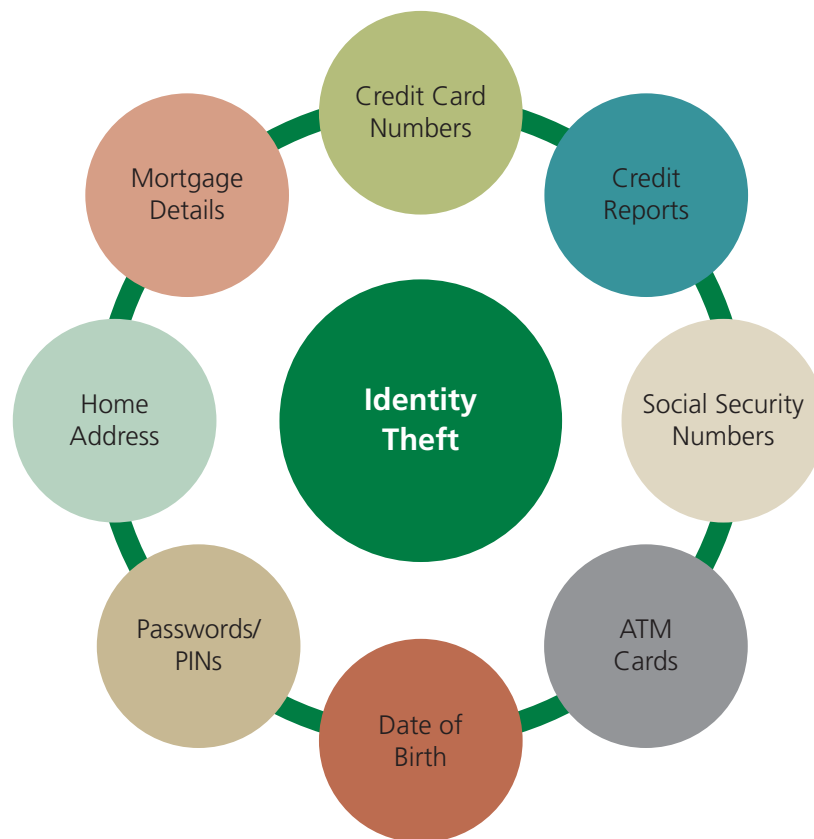 Credit Card
Numbers
Credit
Reports
Social Security
Numbers
ATM
Cards
Date of
Birth
Passwords/
PINs
Home
Address
Mortgage
Details
Identity
Theft